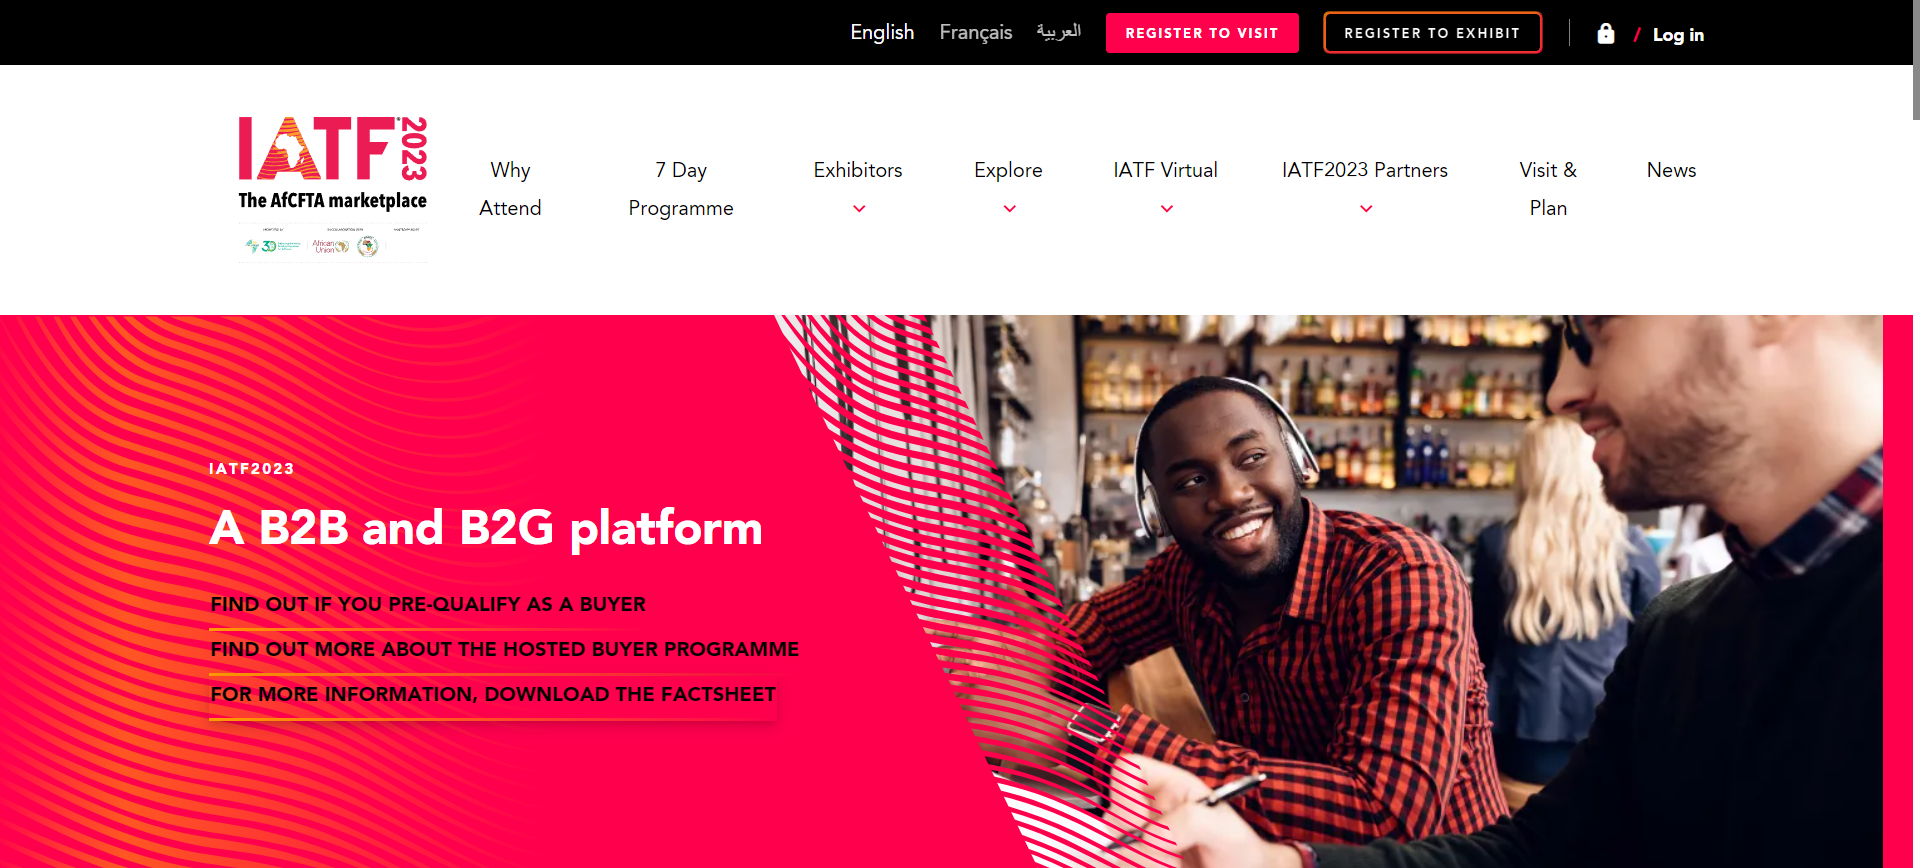 English Français العربية REGISTER TO VISIT REGISTER TO EXHIBIT / Log in
IATF 2023
The AfCFTA marketplace
African
Union
Why
Attend
7 Day
Programme
Exhibitors
Explore
IATF Virtual
IATF2023 Partners
Visit &
Plan
News
IATF2023
A B2B and B2G platform
FIND OUT IF YOU PRE-QUALIFY AS A BUYER
FIND OUT MORE ABOUT THE HOSTED BUYER PROGRAMME
FOR MORE INFORMATION, DOWNLOAD THE FACTSHEET